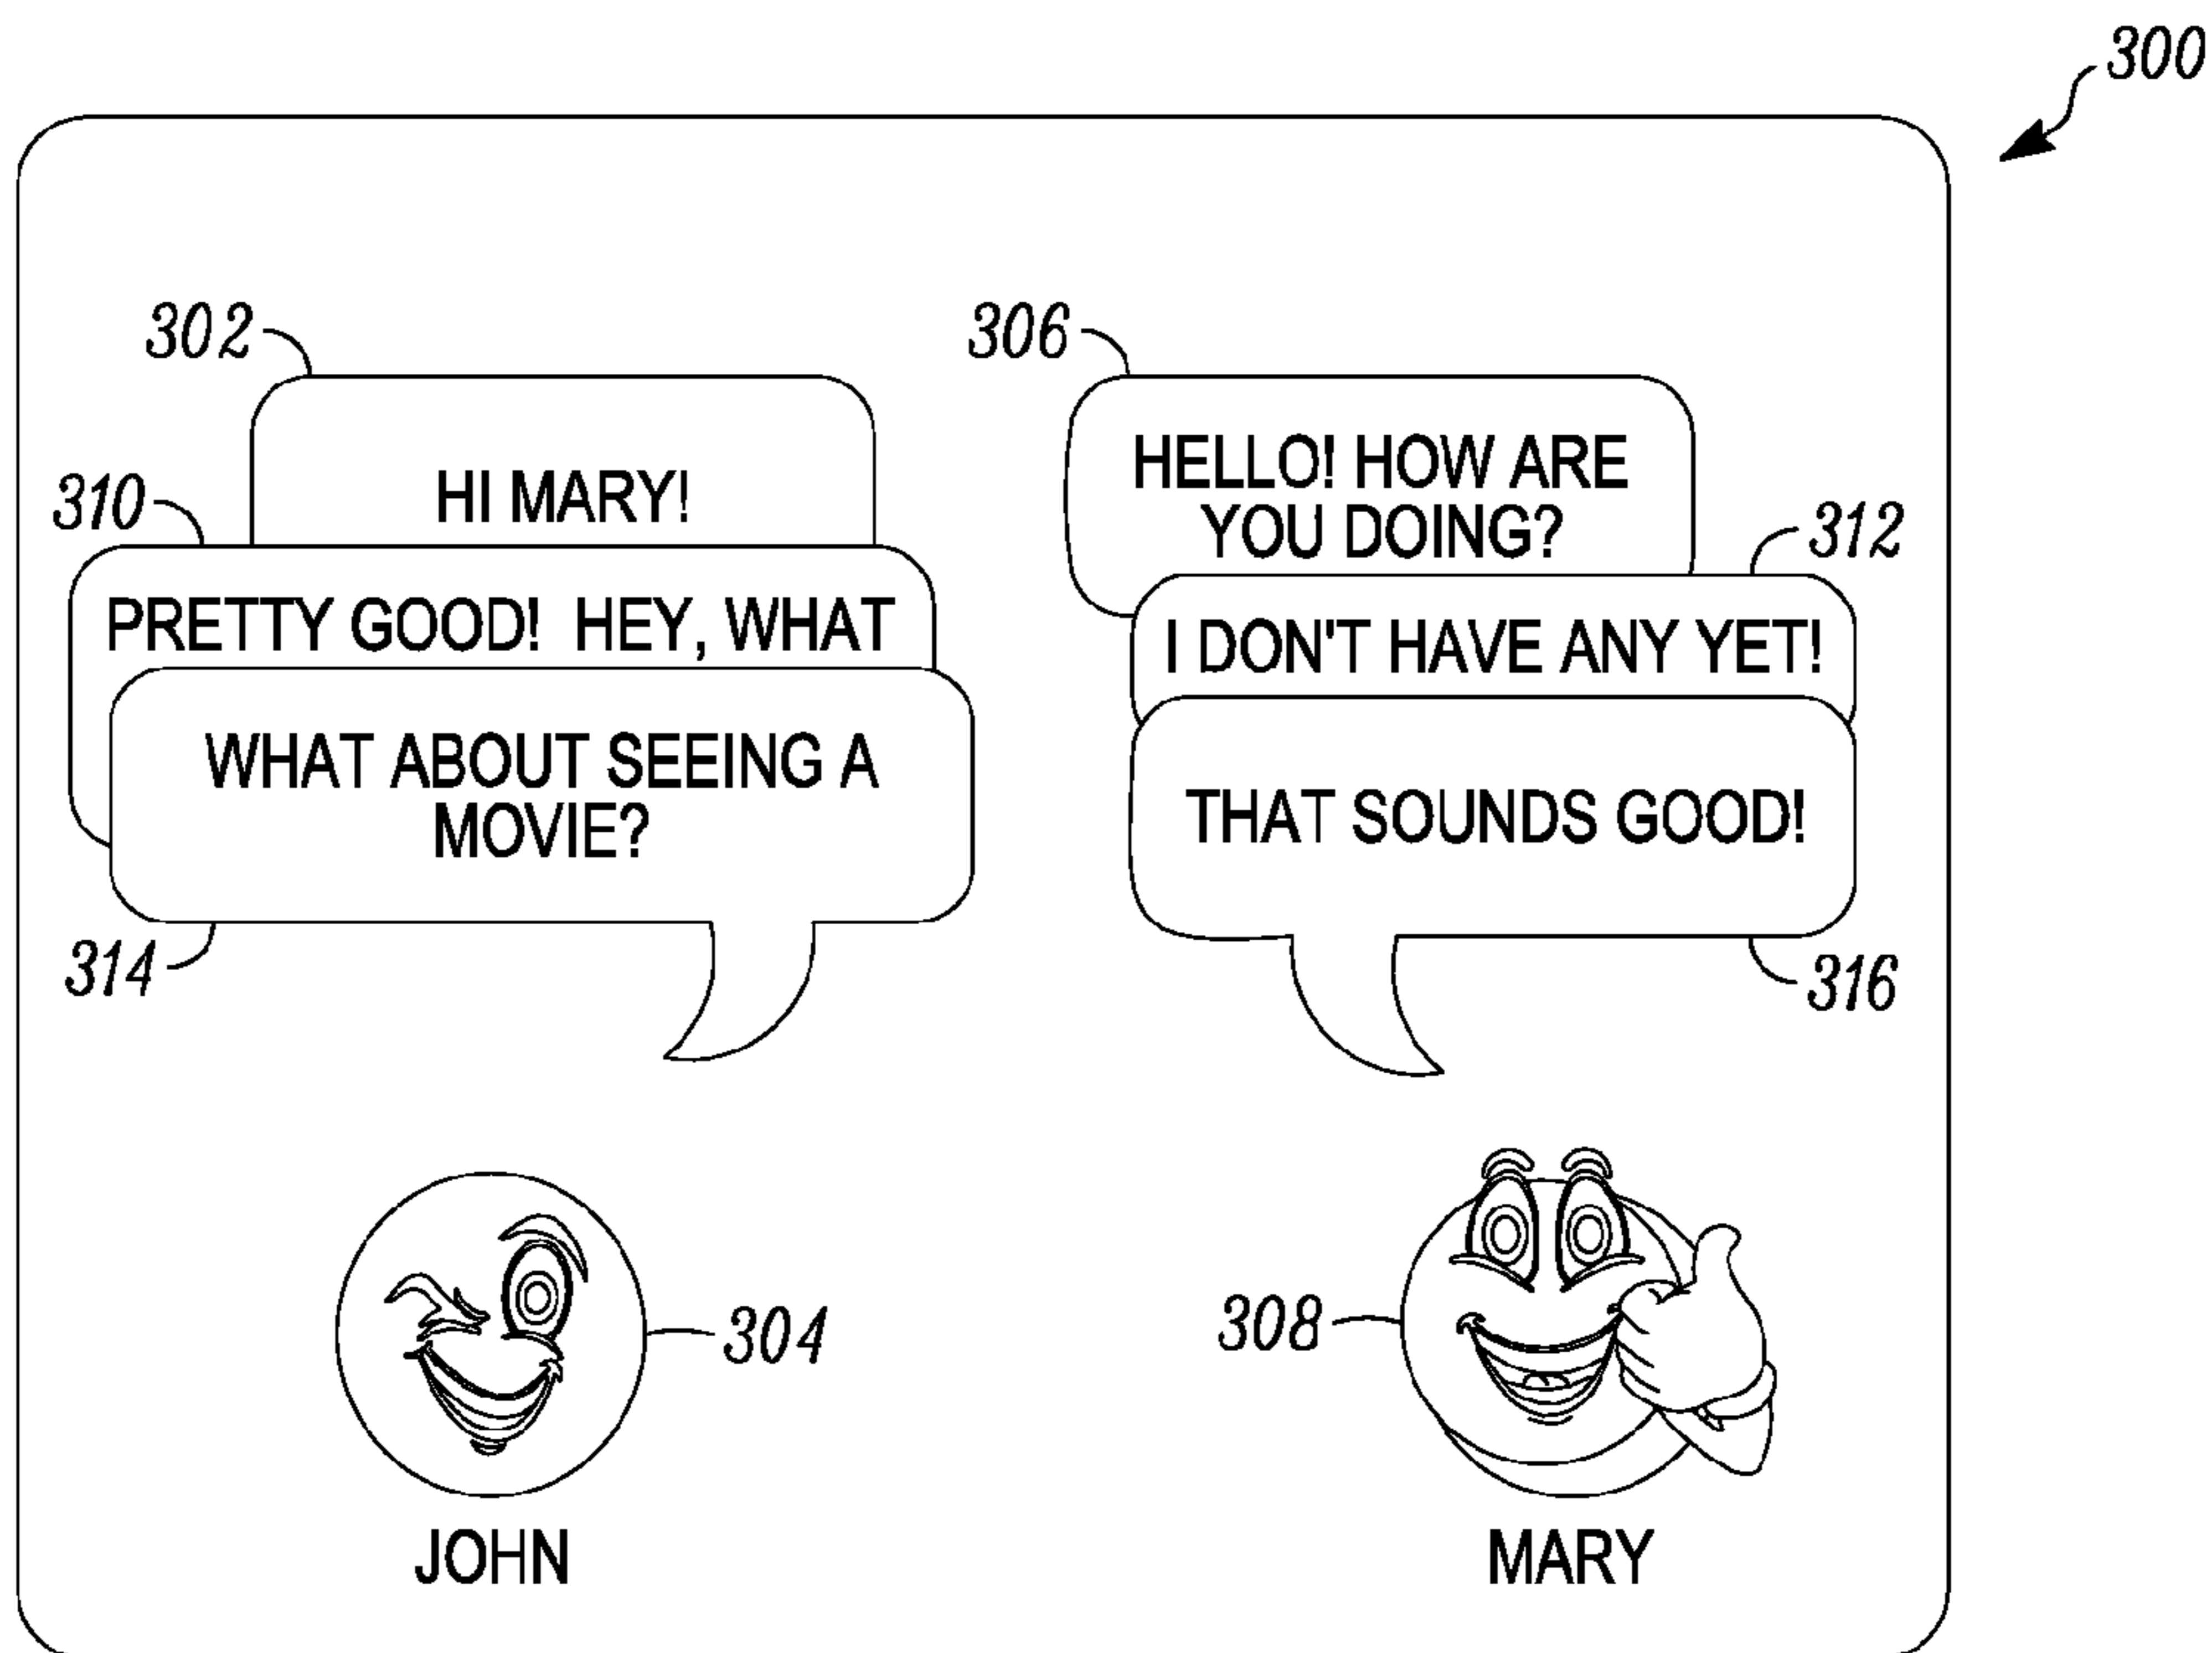 300
302
306
HI MARY!
HELLO! HOW ARE
YOU DOING?
310
312
PRETTY GOOD! HEY, WHAT
I DON'T HAVE ANY YET!
WHAT ABOUT SEEING A
MOVIE?
THAT SOUNDS GOOD!
314
316
304
308
JOHN
MARY